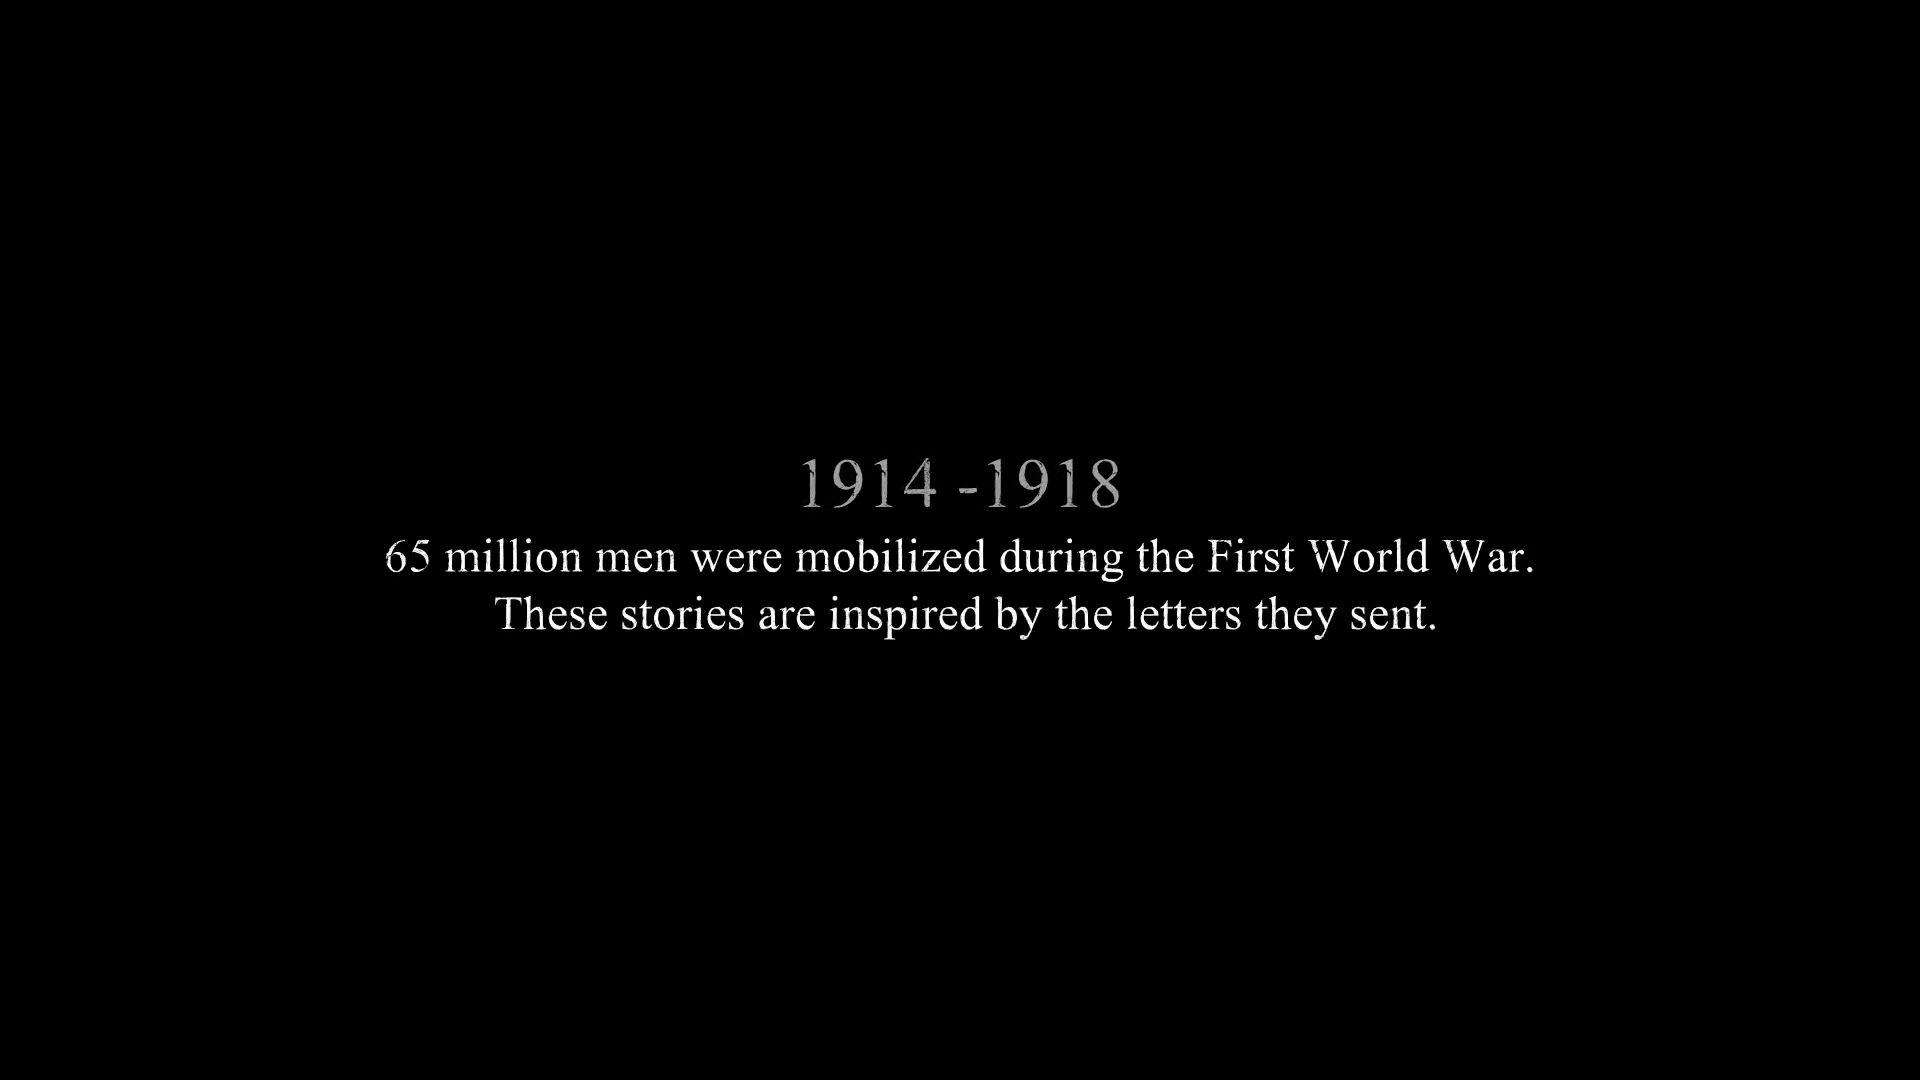 1914 -1918
65 million men were mobilized during the First World War.
These stories are inspired by the letters they sent.